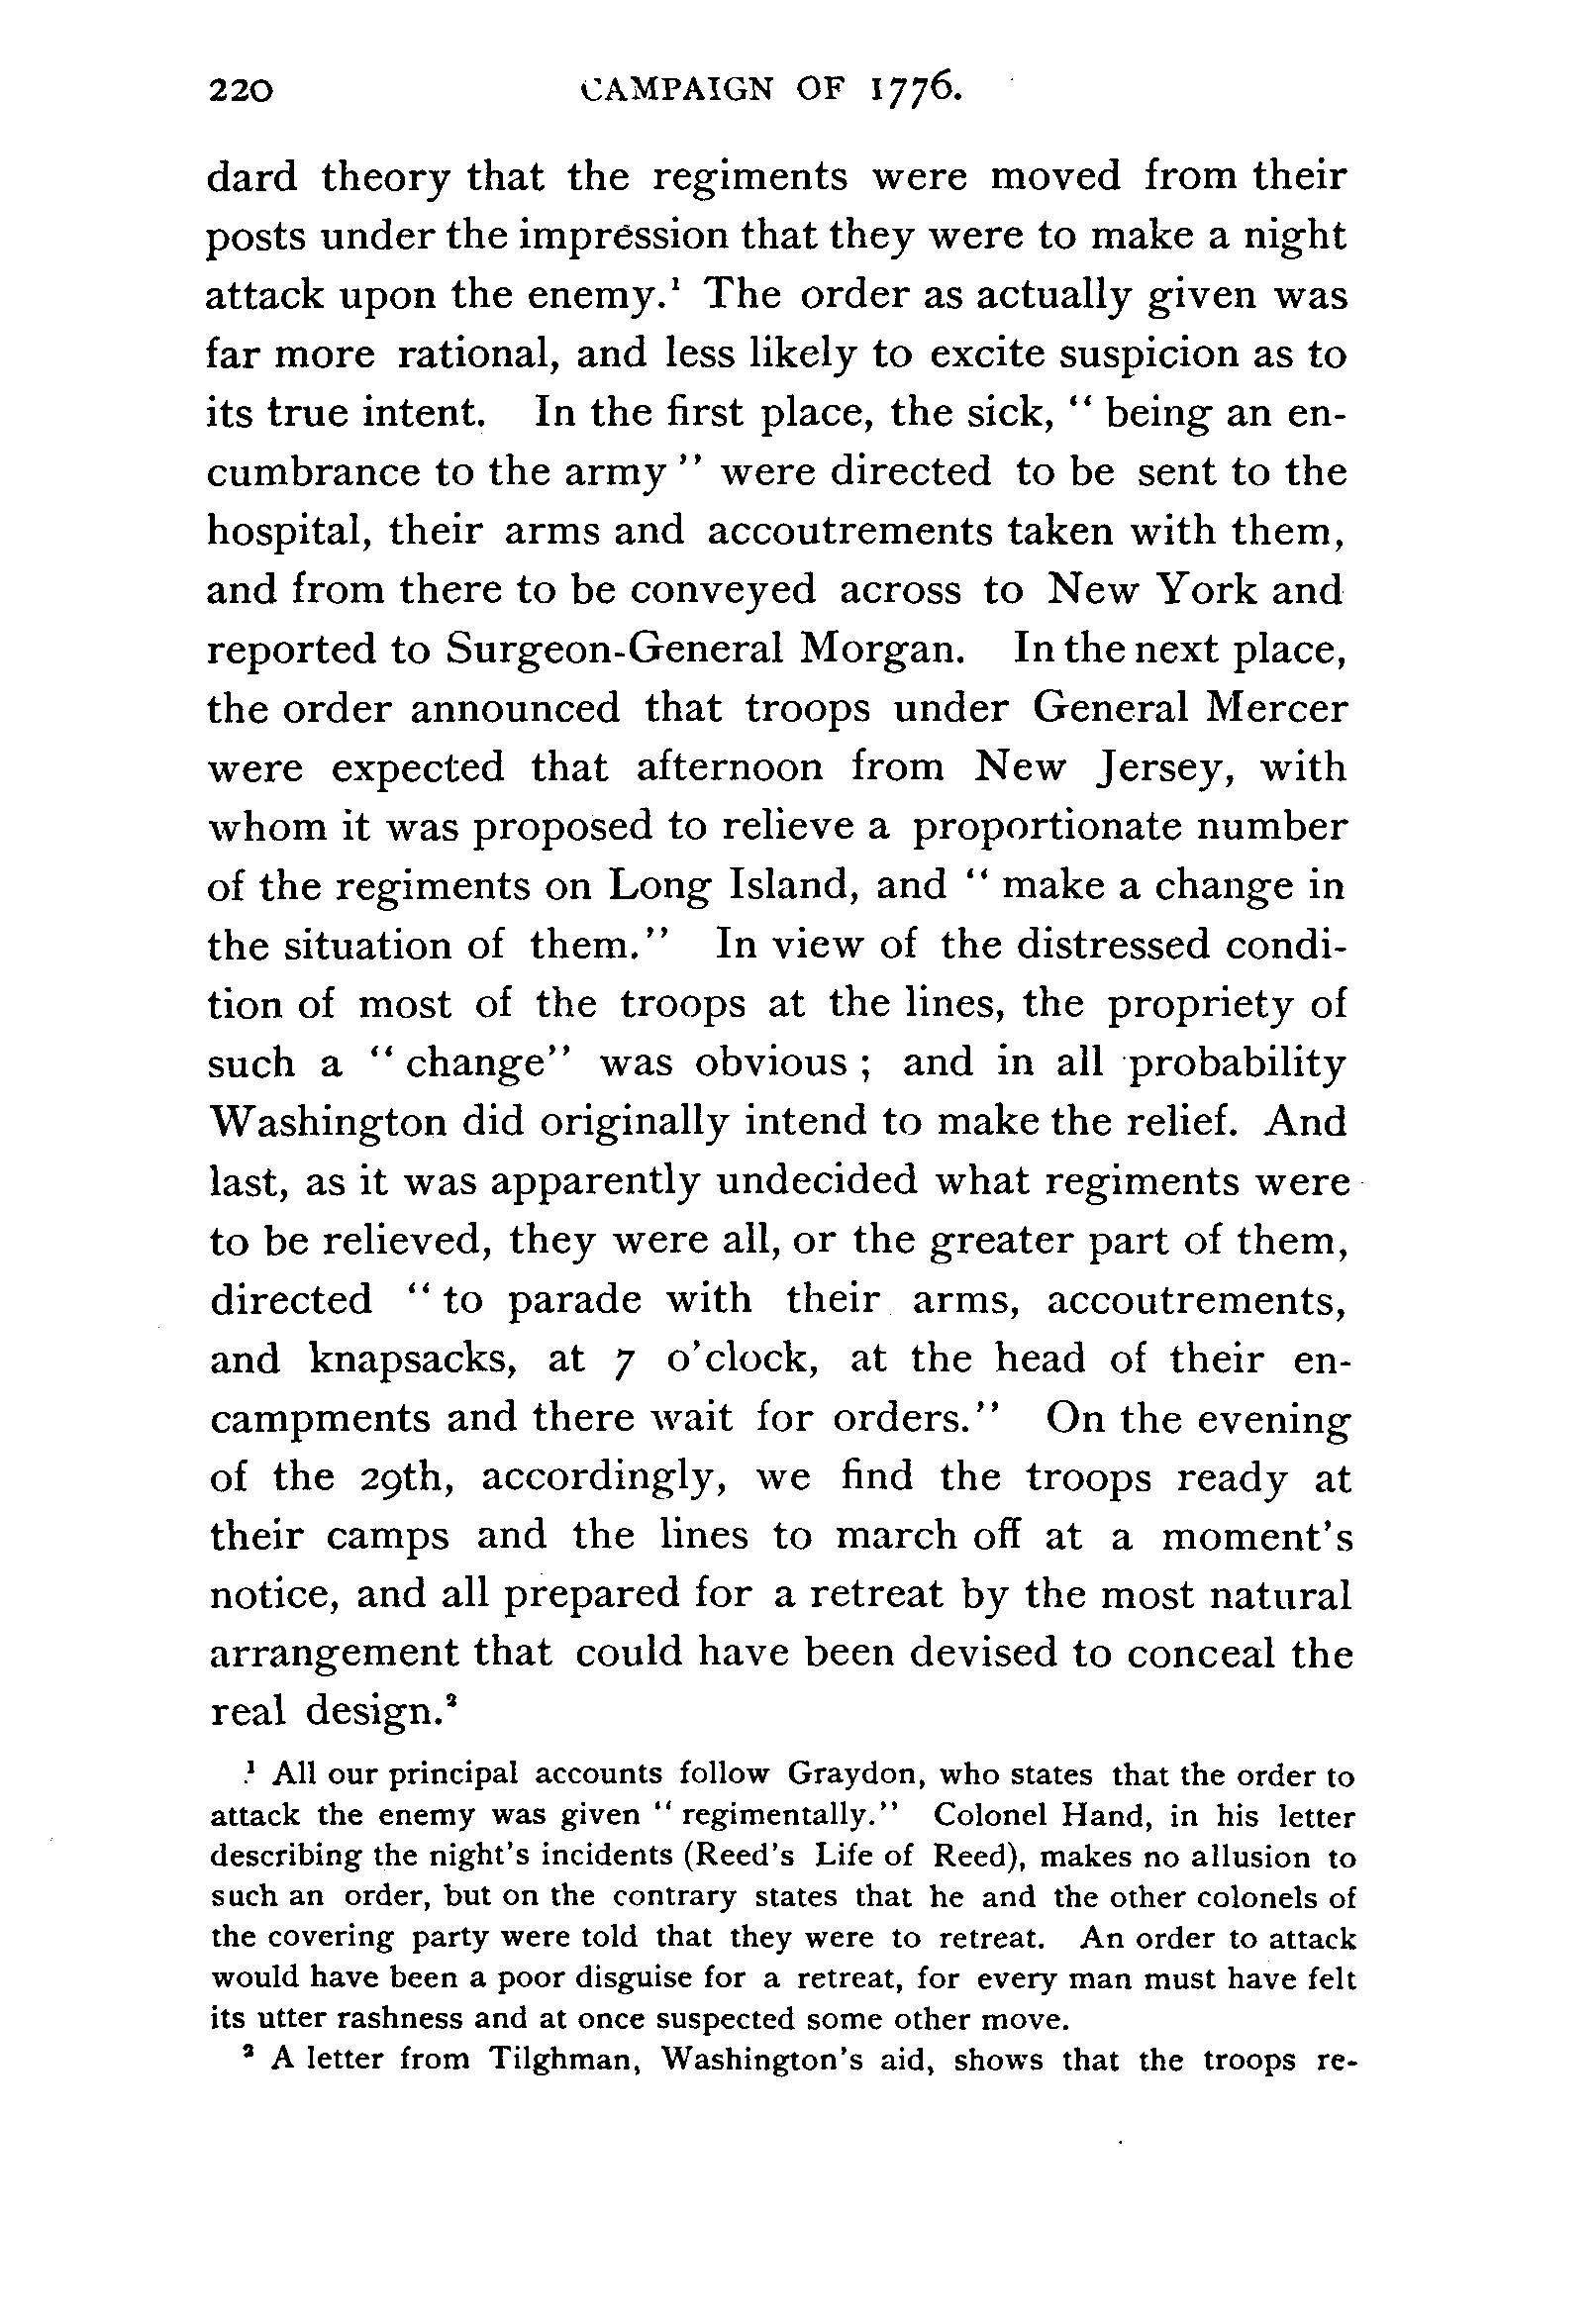 220 CAMPAIGN OF 1776.
dard theory that the regiments were moved from their
posts under the impression that they were to make a night
attack upon the enemy.¹ The order as actually given was
far more rational, and less likely to excite suspicion as to
its true intent. In the first place, the sick, “ being an en-
cumbrance to the army ” were directed to be sent to the
hospital, their arms and accoutrements taken with them,
and from there to be conveyed across to New York and
reported to Surgeon-General Morgan. In the next place,
the order announced that troops under General Mercer
were expected that afternoon from New Jersey, with
whom it was proposed to relieve a proportionate number
of the regiments on Long Island, and “ make a change in
the situation of them.” In view of the distressed condi-
tion of most of the troops at the lines, the propriety of
such a “ change” was obvious ; and in all probability
Washington did originally intend to make the relief. And
last, as it was apparently undecided what regiments were
to be relieved, they were all, or the greater part of them,
directed “ to parade with their arms, accoutrements,
and knapsacks, at 7 o’clock, at the head of their en-
campments and there wait for orders.” On the evening
of the 29th, accordingly, we find the troops ready at
their camps and the lines to march off at a moment’s
notice, and all prepared for a retreat by the most natural
arrangement that could have been devised to conceal the
real design.²
¹ All our principal accounts follow Graydon, who states that the order to
attack the enemy was given “ regimentally.” Colonel Hand, in his letter
describing the night’s incidents (Reed’s Life of Reed), makes no allusion to
such an order, but on the contrary states that he and the other colonels of
the covering party were told that they were to retreat. An order to attack
would have been a poor disguise for a retreat, for every man must have felt
its utter rashness and at once suspected some other move.
² A letter from Tilghman, Washington’s aid, shows that the troops re-